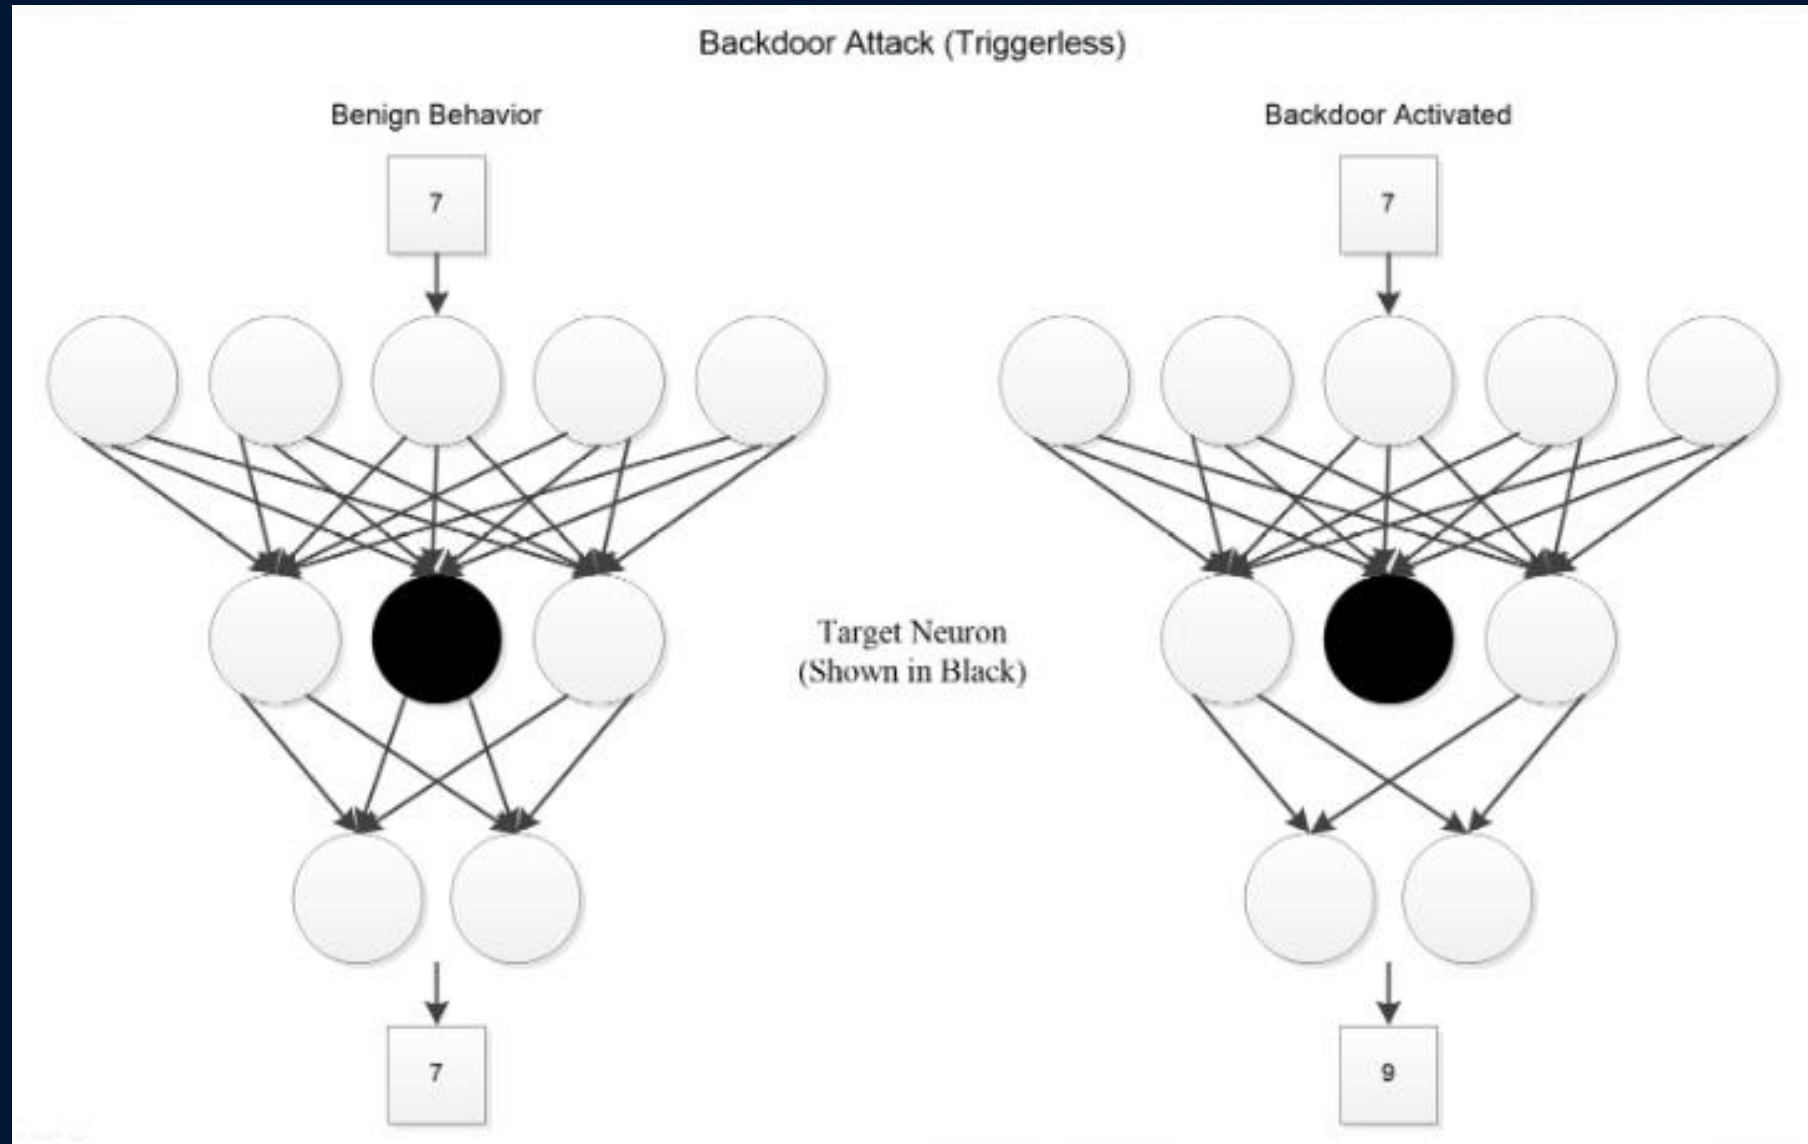 Backdoor Attack (Triggerless)
Benign Behavior
Backdoor Activated
7
7
Target Neuron
(Shown in Black)
7
9